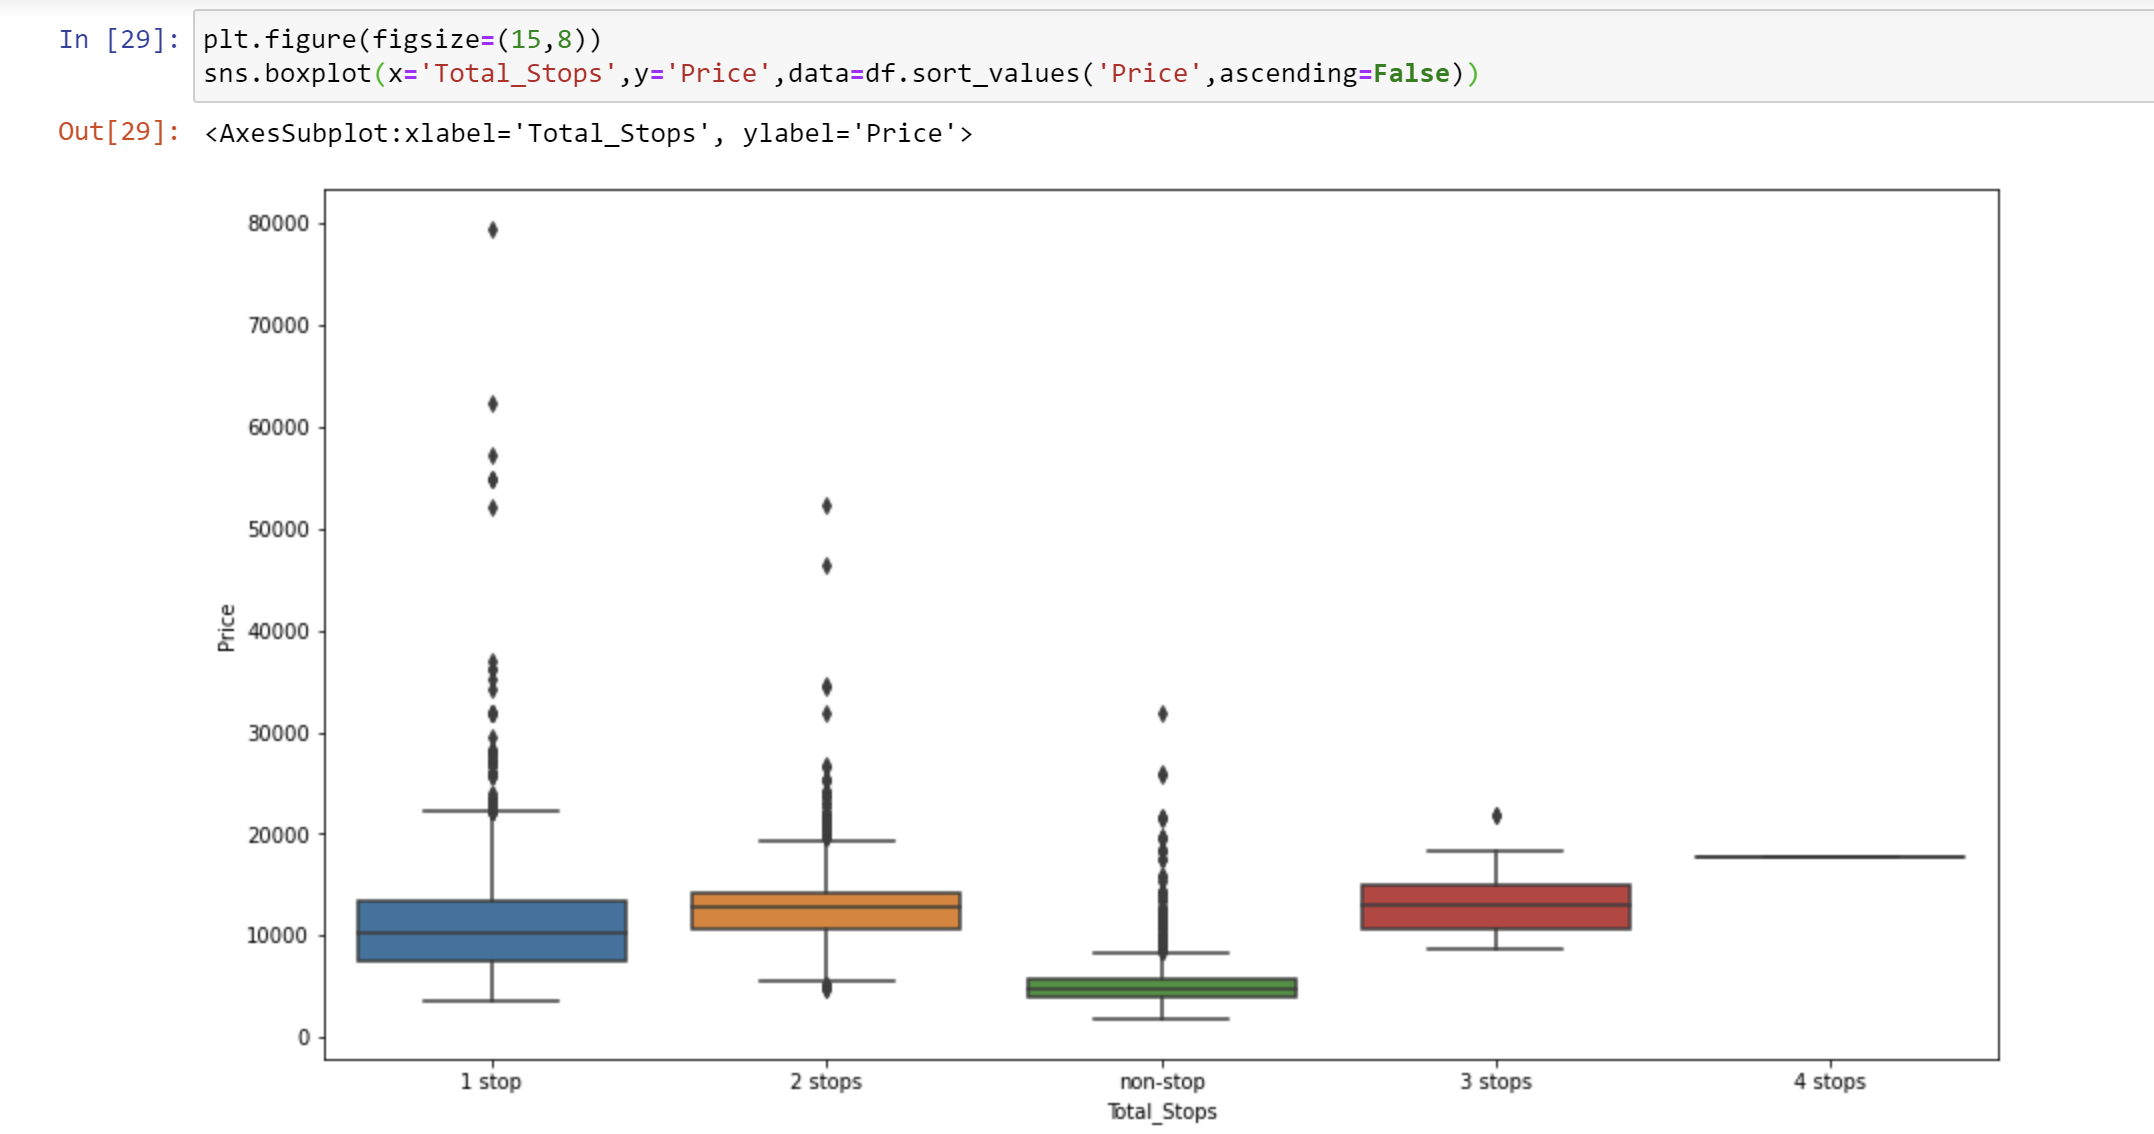 In [29]: plt.figure(figsize=(15,8))
sns.boxplot(x='Total_Stops',y='Price',data=df.sort_values('Price',ascending=False))
Out[29]: <AxesSubplot:xlabel='Total_Stops', ylabel='Price'>
80000
70000
60000
50000
40000
30000
20000
10000
0
Price
1 stop 2 stops non-stop 3 stops 4 stops
Total_Stops